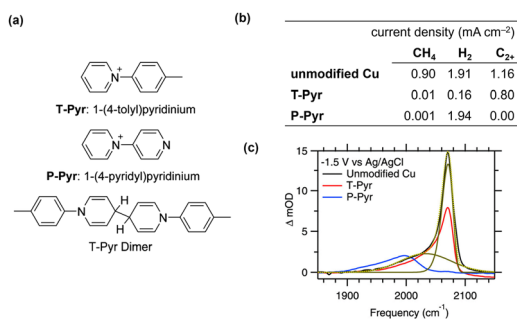 (a)
N+
T-Pyr: 1-(4-tolyl)pyridinium
N+ N
P-Pyr: 1-(4-pyridyl)pyridinium
N H N
H
T-Pyr Dimer
(b)
current density (mA cm⁻²)
CH₄ H₂ C₂₊
unmodified Cu 0.90 1.91 1.16
T-Pyr 0.01 0.16 0.80
P-Pyr 0.001 1.94 0.00
(c)
-1.5 V vs Ag/AgCl
Unmodified Cu
T-Pyr
P-Pyr
Δ mOD
15
10
5
0
1900 2000 2100
Frequency (cm⁻¹)